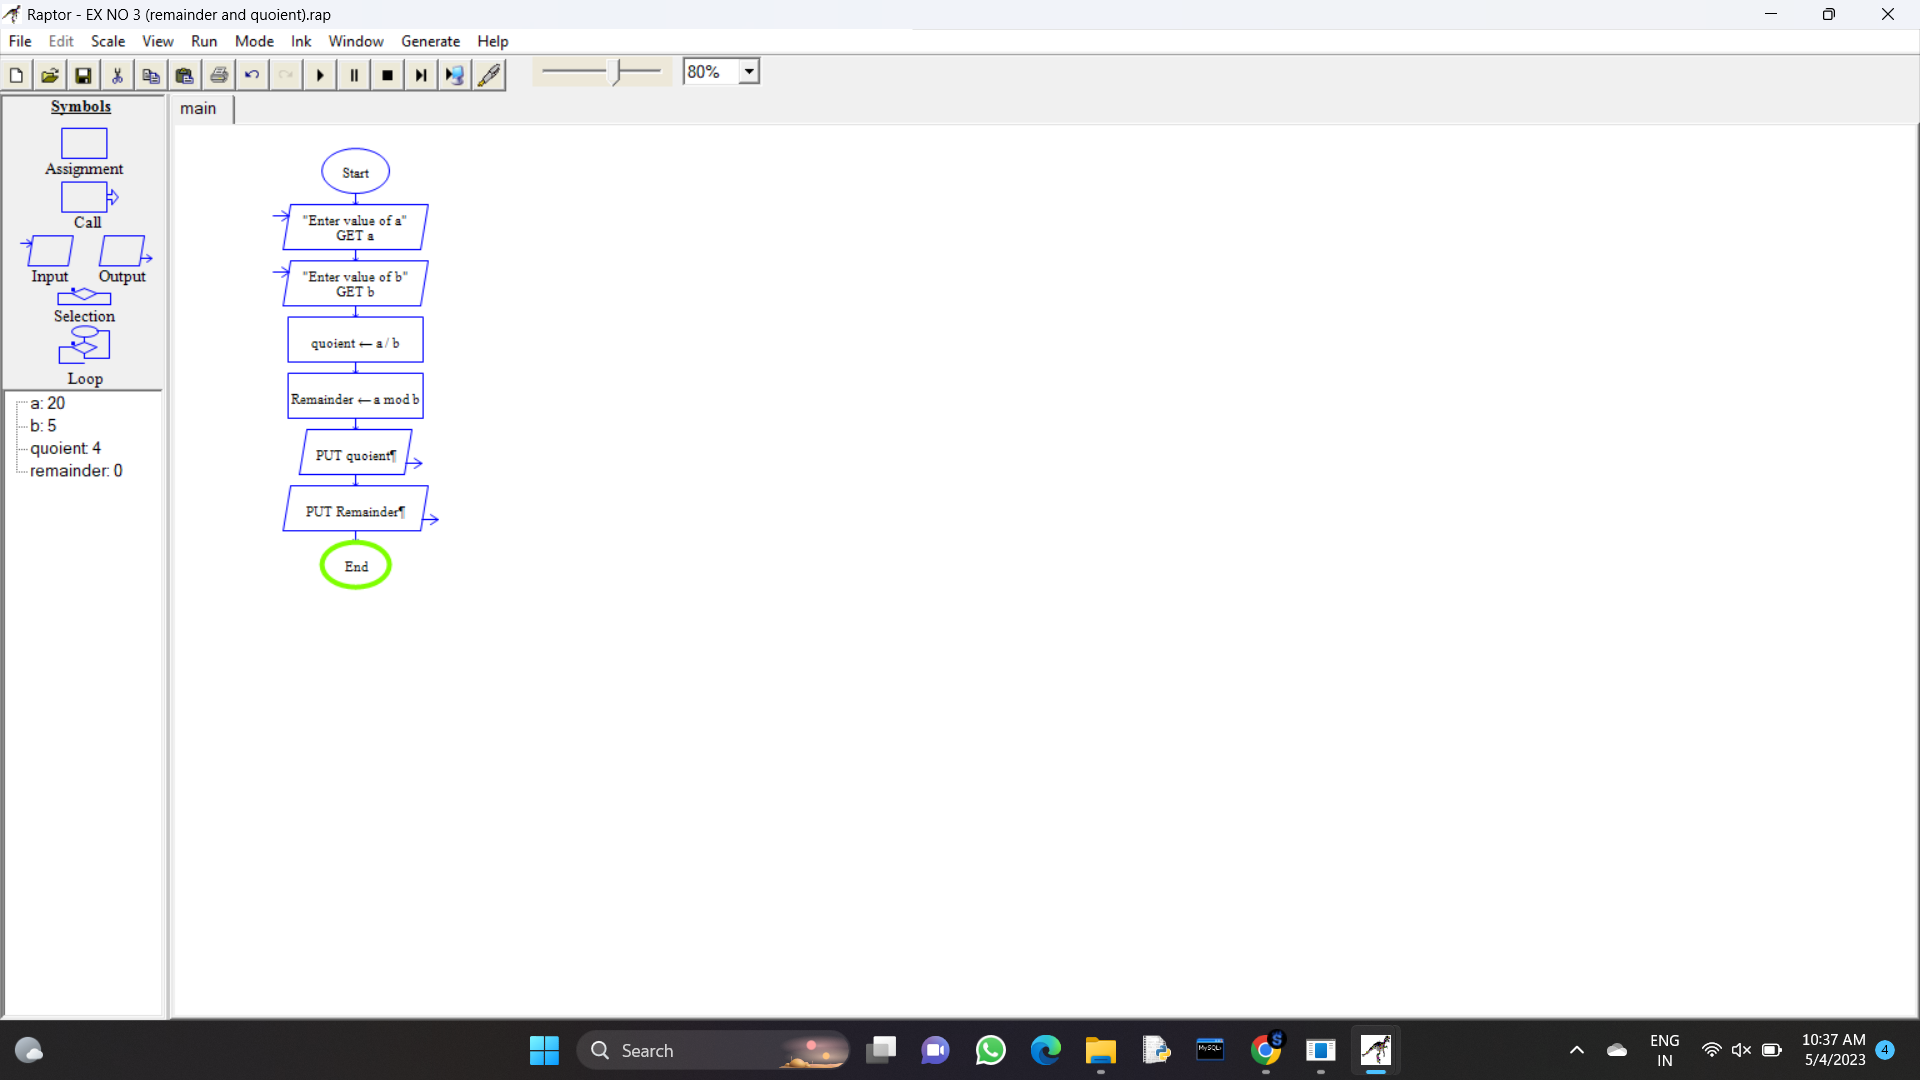 Raptor - EX NO 3 (remainder and quoient).rap
File Edit Scale View Run Mode Ink Window Generate Help
80%
Symbols
Assignment
Call
Input Output
Selection
Loop
a: 20
b: 5
quoient: 4
remainder: 0
main
Start
"Enter value of a"
GET a
"Enter value of b"
GET b
quoient ← a / b
Remainder ← a mod b
PUT quoient¶
PUT Remainder¶
End
Search
MySQL
S
ENG
IN
10:37 AM
5/4/2023
4